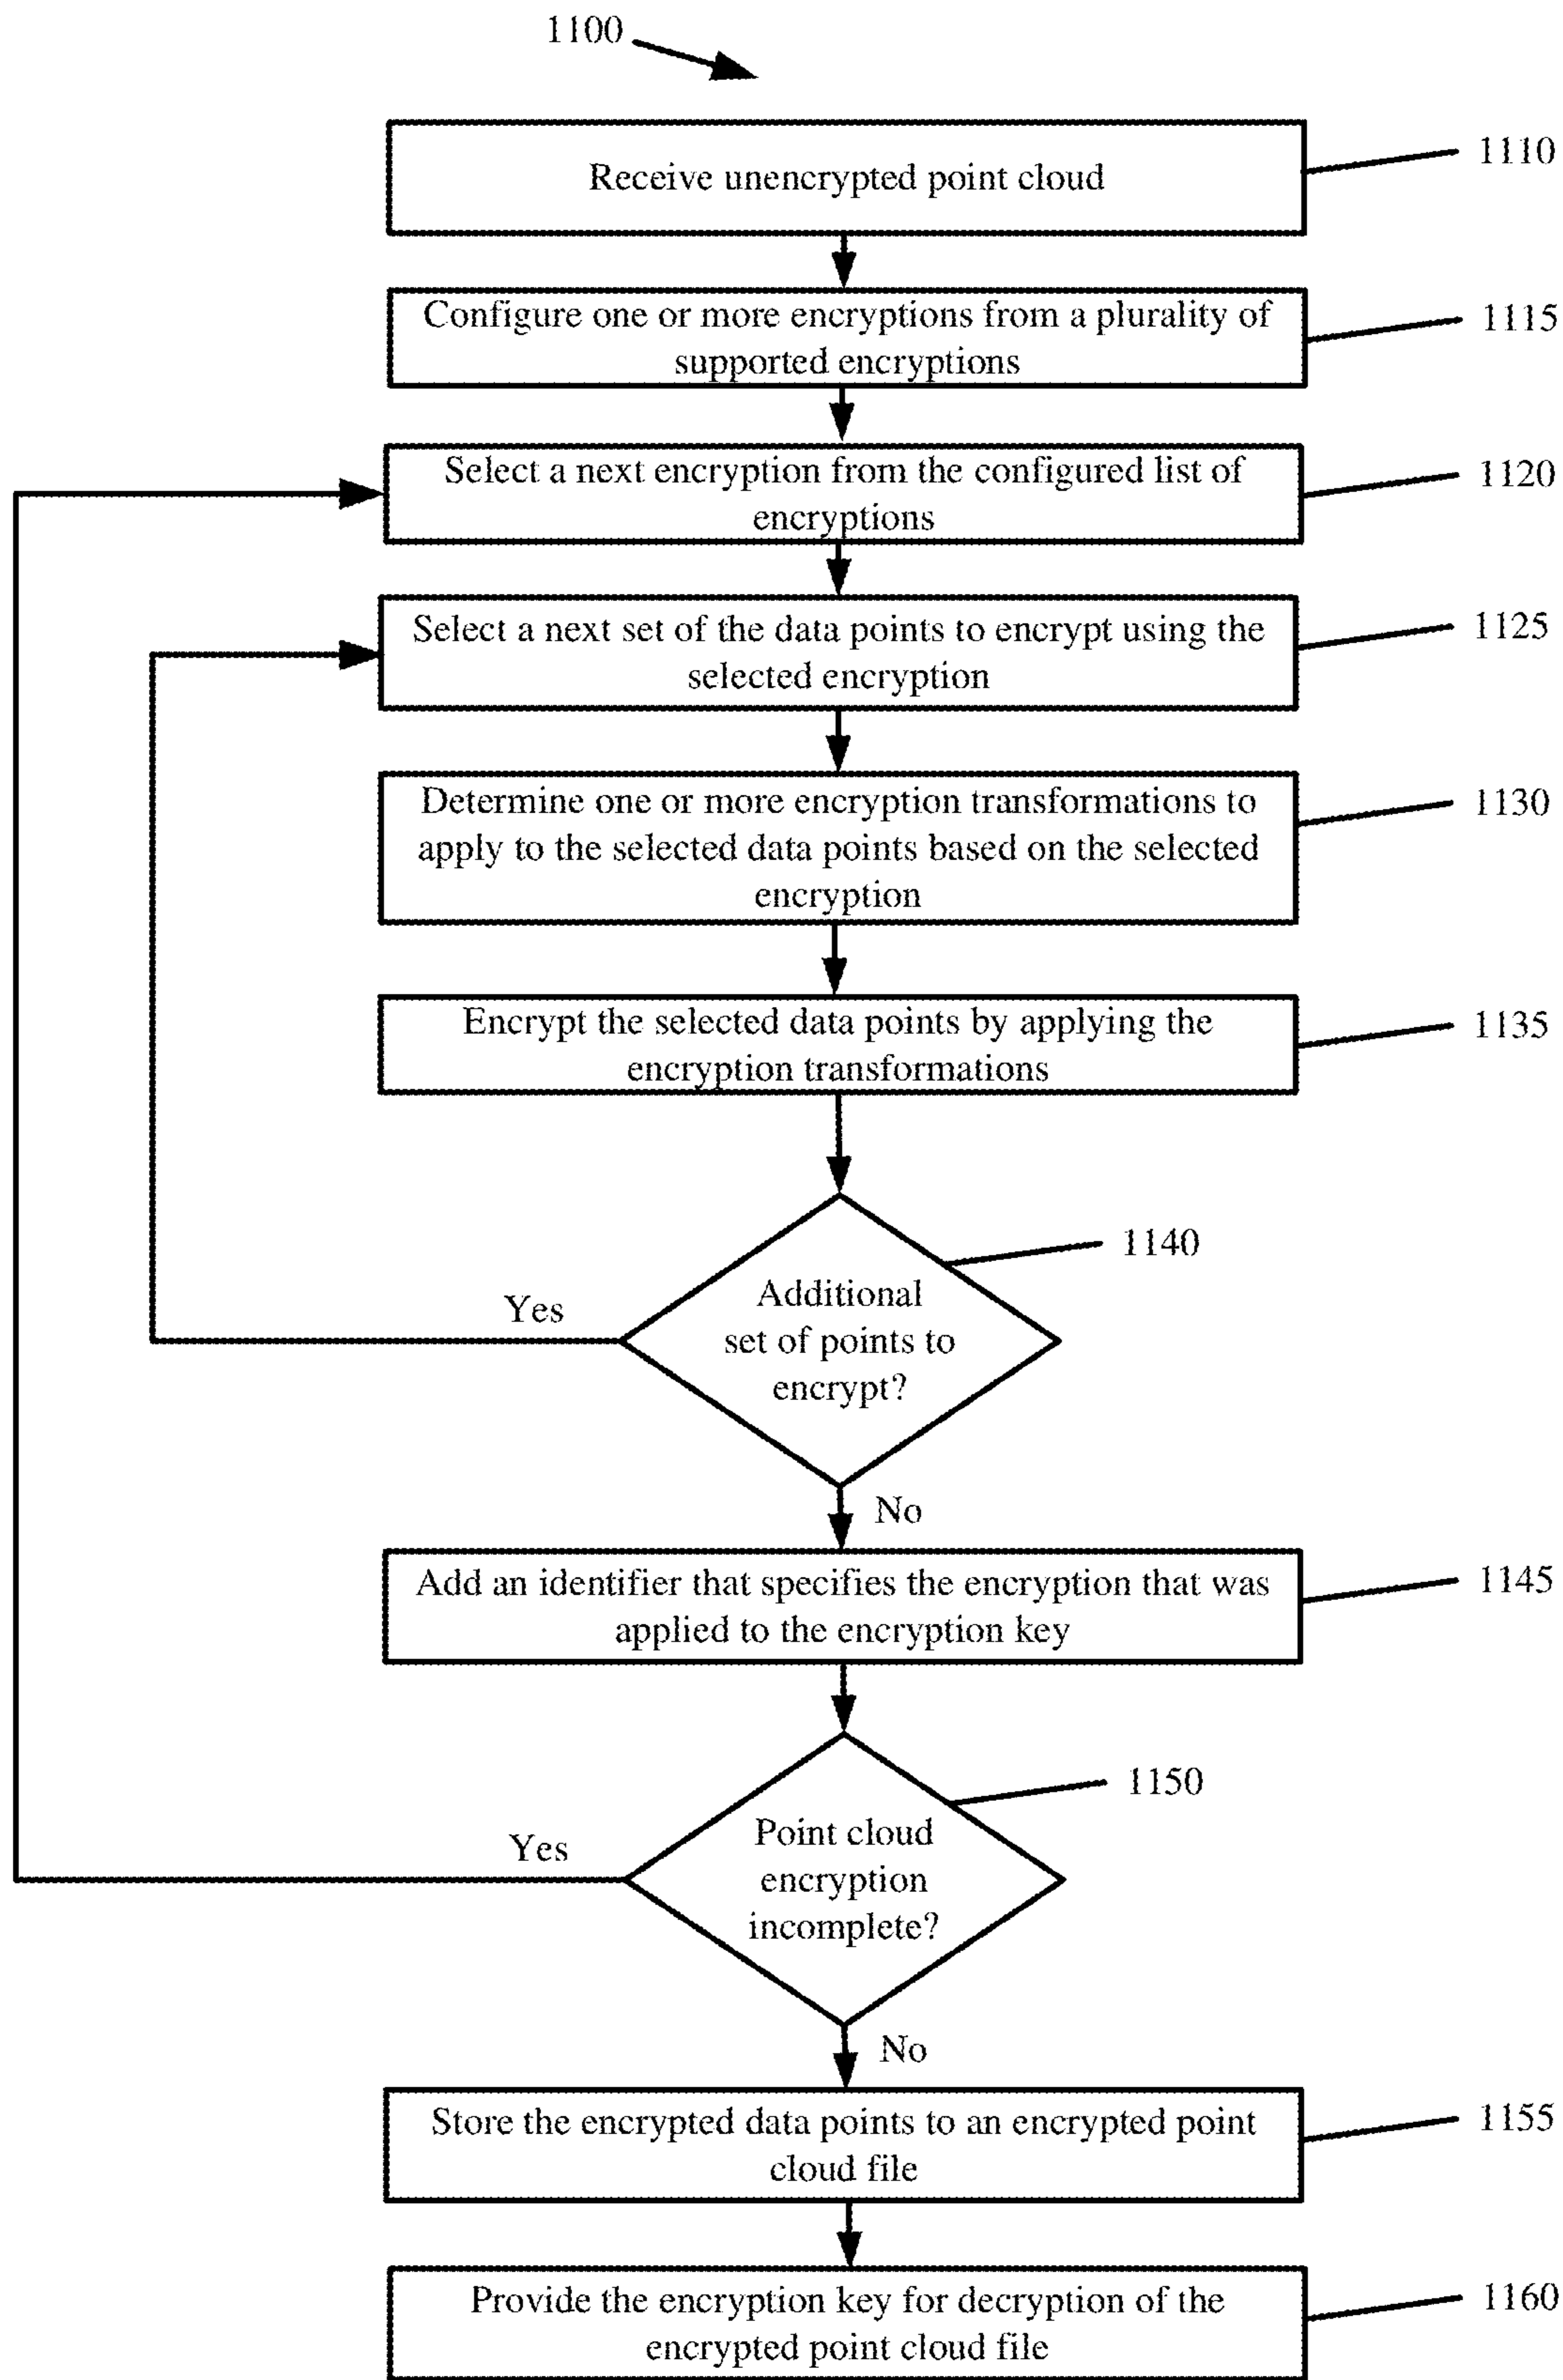 1100
Receive unencrypted point cloud
1110
Configure one or more encryptions from a plurality of
supported encryptions
1115
Select a next encryption from the configured list of
encryptions
1120
Select a next set of the data points to encrypt using the
selected encryption
1125
Determine one or more encryption transformations to
apply to the selected data points based on the selected
encryption
1130
Encrypt the selected data points by applying the
encryption transformations
1135
1140
Additional
set of points to
encrypt?
Yes
No
Add an identifier that specifies the encryption that was
applied to the encryption key
1145
1150
Point cloud
encryption
incomplete?
Yes
No
Store the encrypted data points to an encrypted point
cloud file
1155
Provide the encryption key for decryption of the
encrypted point cloud file
1160